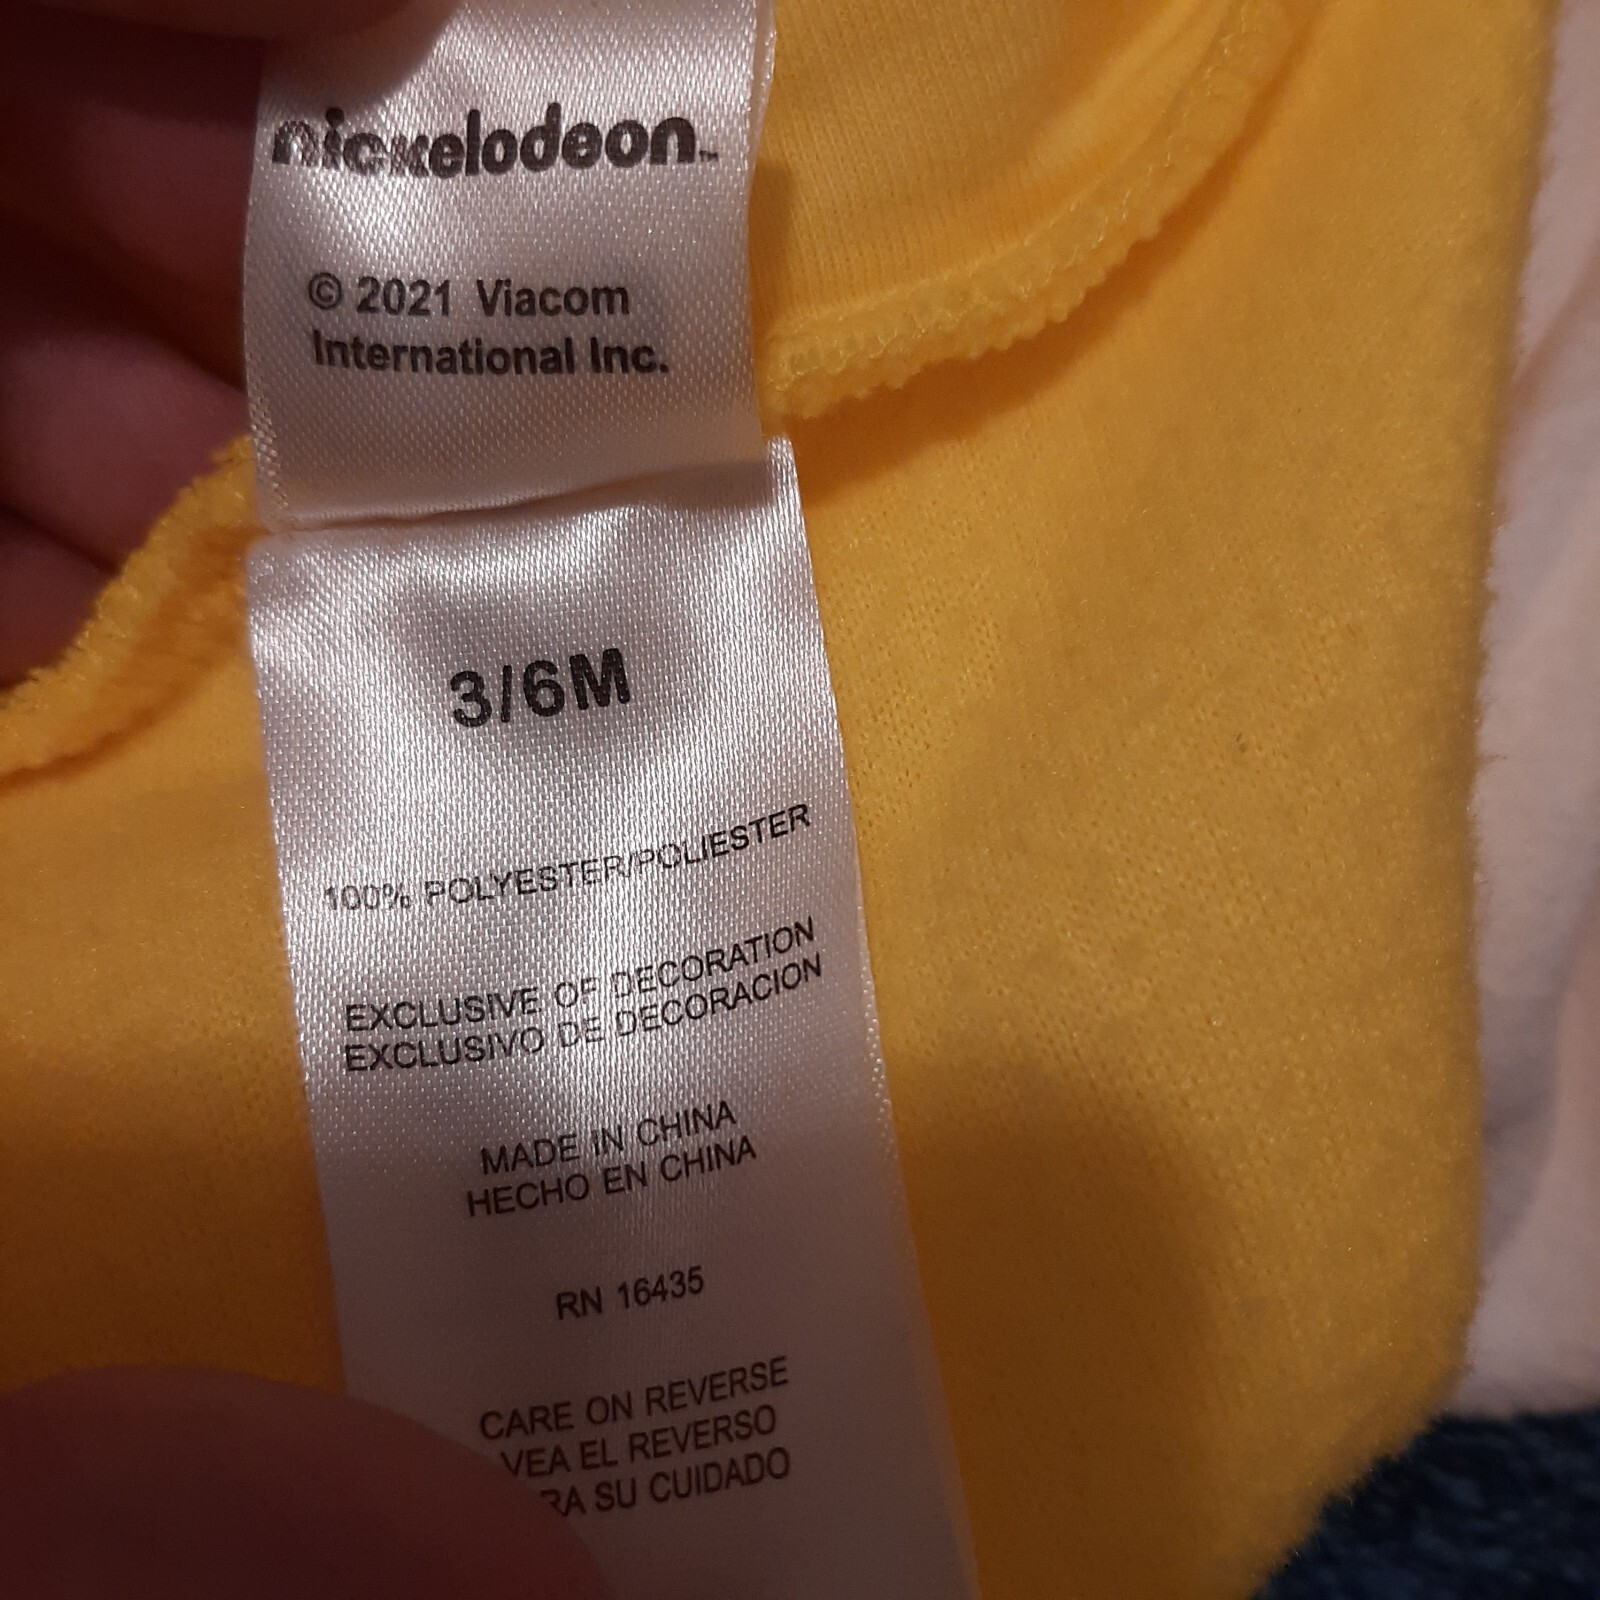 nickelodeon™
© 2021 Viacom
International Inc.
3/6M
100% POLYESTER/POLIESTER
EXCLUSIVE OF DECORATION
EXCLUSIVO DE DECORACION
MADE IN CHINA
HECHO EN CHINA
RN 16435
CARE ON REVERSE
VEA EL REVERSO
SU CUIDADO